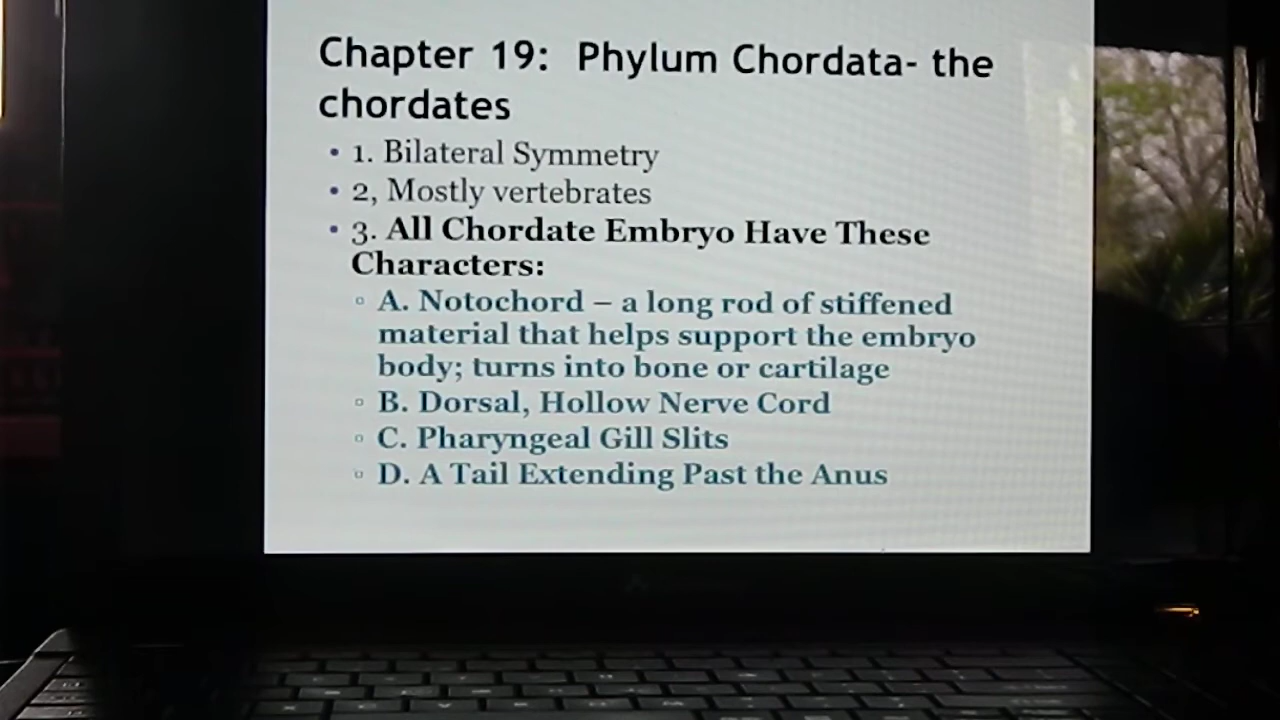 Chapter 19: Phylum Chordata- the
chordates
• 1. Bilateral Symmetry
• 2, Mostly vertebrates
• 3. All Chordate Embryo Have These
Characters:
◦ A. Notochord – a long rod of stiffened
material that helps support the embryo
body; turns into bone or cartilage
◦ B. Dorsal, Hollow Nerve Cord
◦ C. Pharyngeal Gill Slits
◦ D. A Tail Extending Past the Anus